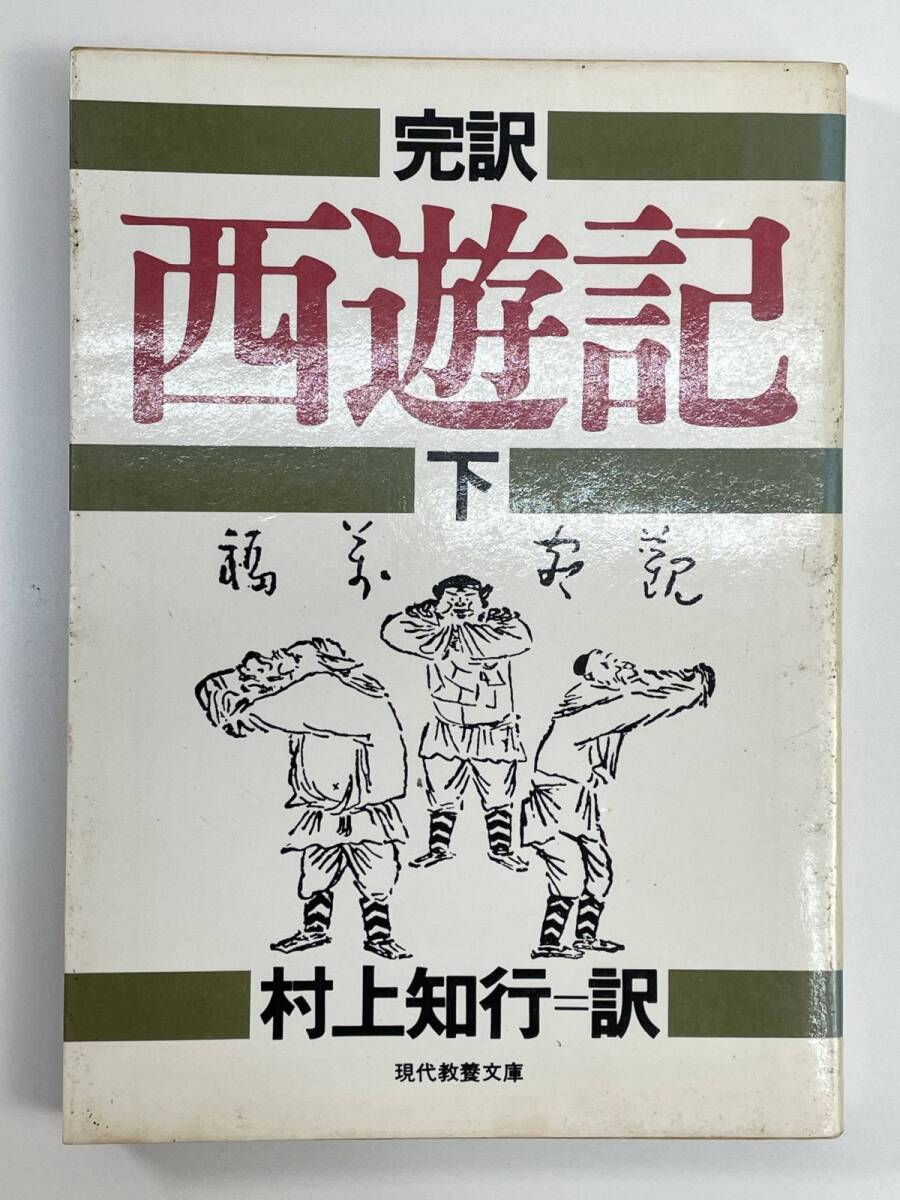 完訳
西遊記
下
村上知行=訳
現代教養文庫